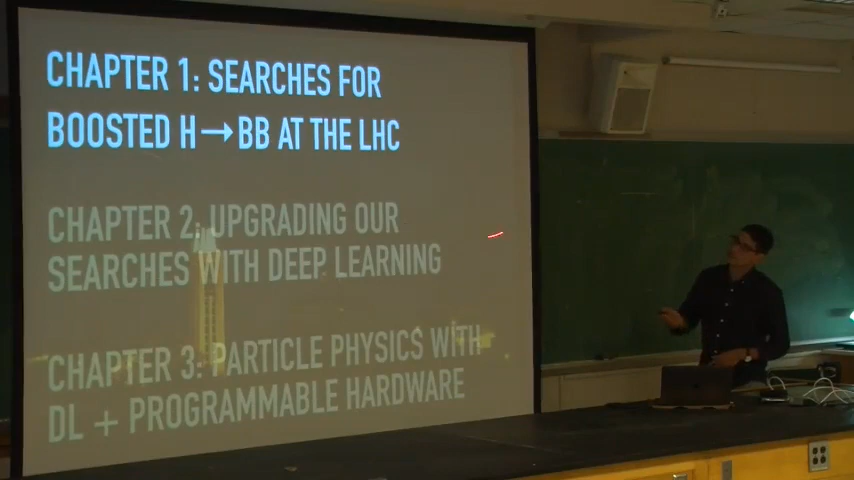 CHAPTER 1: SEARCHES FOR
BOOSTED H→BB AT THE LHC
CHAPTER 2: UPGRADING OUR
SEARCHES WITH DEEP LEARNING
CHAPTER 3: PARTICLE PHYSICS WITH
DL + PROGRAMMABLE HARDWARE